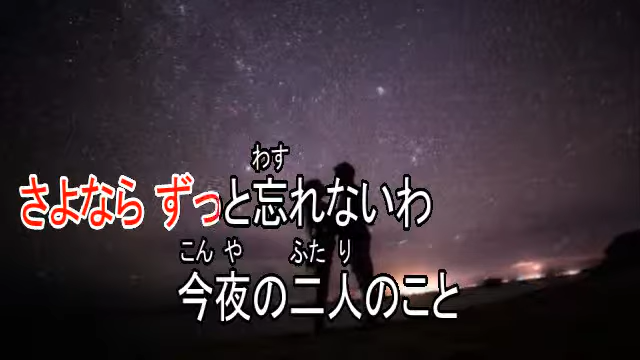 わす
さよなら ずっと忘れないわ
こん や ふた り
今夜の二人のこと